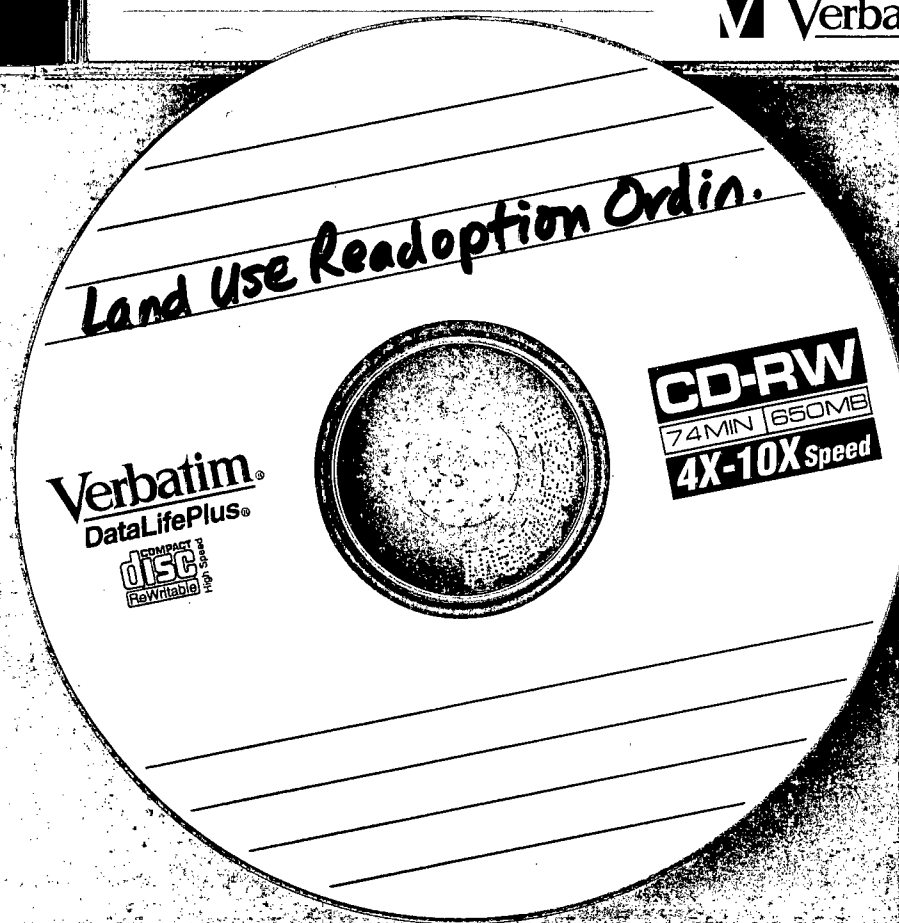 Verba
Land Use Readoption Ordin.
CD-RW
74MIN 650MB
4X-10X Speed
Verbatim®
DataLifePlus®
COMPACT
disc
ReWritable
High Speed